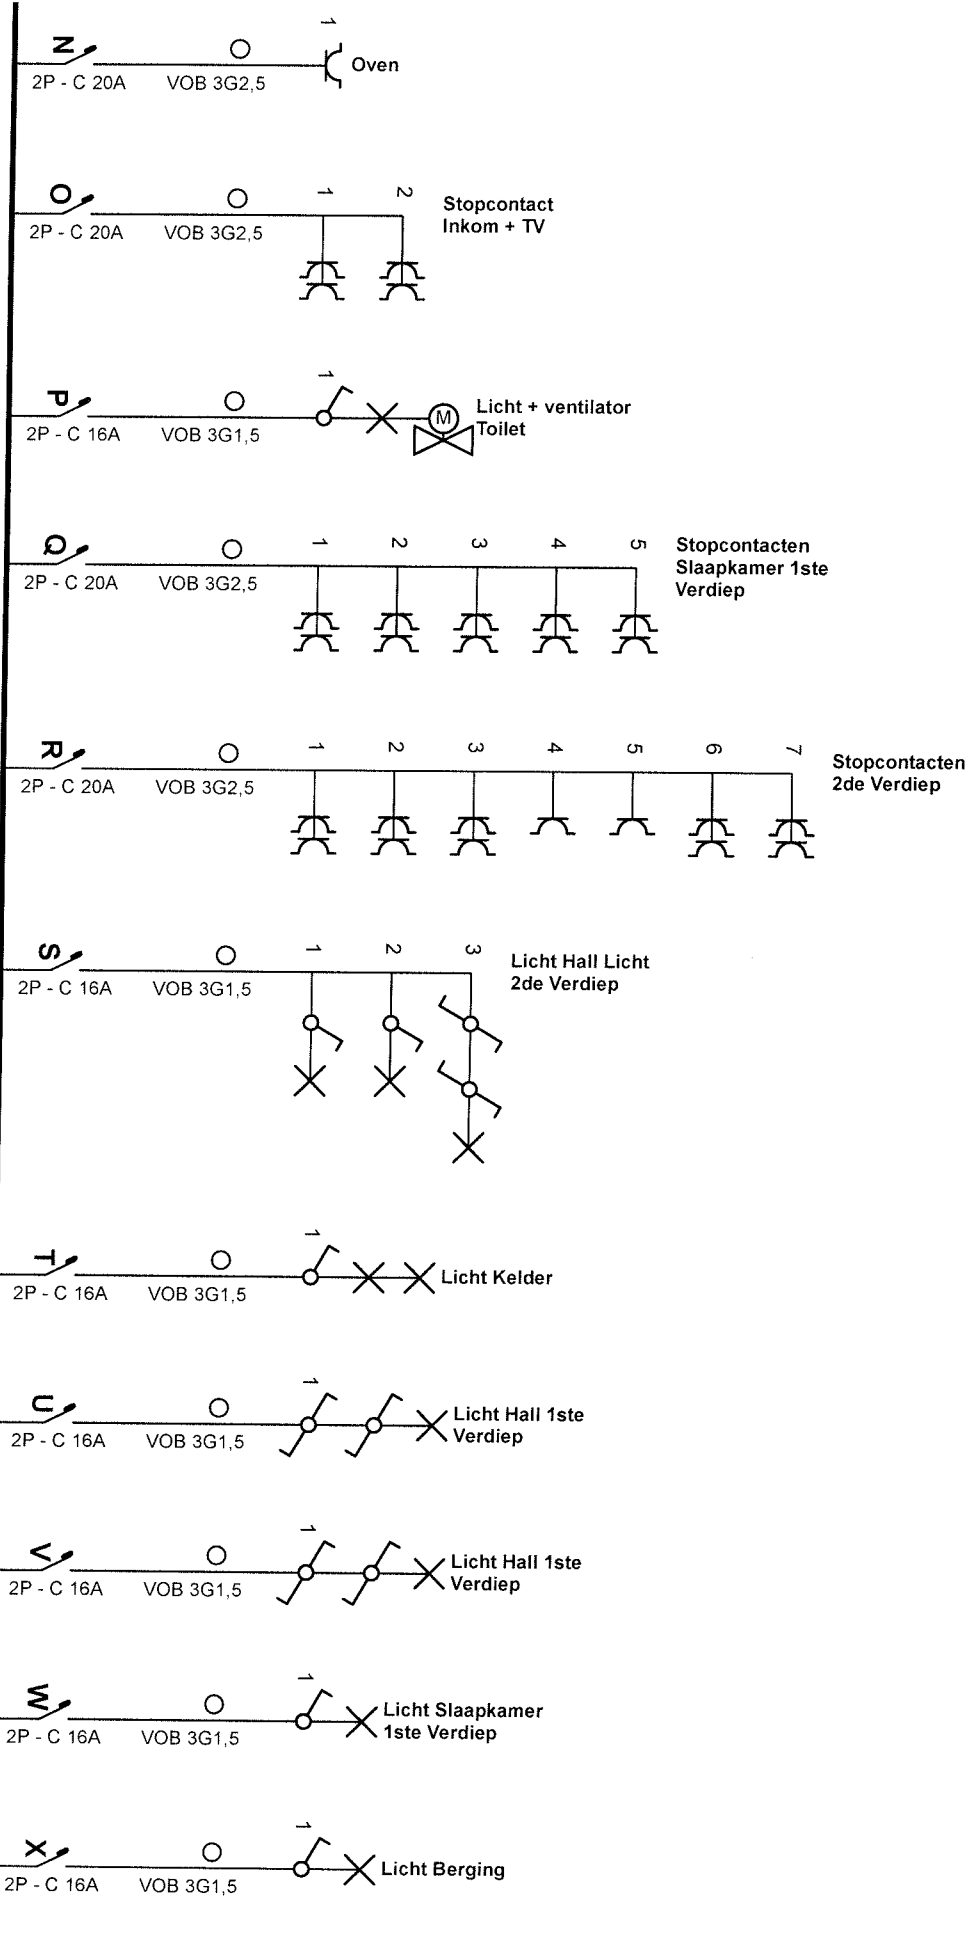 N 1
Oven
2P - C 20A VOB 3G2,5
O 1 2
Stopcontact
Inkom + TV
2P - C 20A VOB 3G2,5
P 1
Licht + ventilator
M
Toilet
2P - C 16A VOB 3G1,5
Q 1 2 3 4 5
Stopcontacten
Slaapkamer 1ste
Verdiep
2P - C 20A VOB 3G2,5
R 1 2 3 4 5 6 7
Stopcontacten
2de Verdiep
2P - C 20A VOB 3G2,5
S 1 2 3
Licht Hall Licht
2de Verdiep
2P - C 16A VOB 3G1,5
T 1
Licht Kelder
2P - C 16A VOB 3G1,5
U 1
Licht Hall 1ste
Verdiep
2P - C 16A VOB 3G1,5
V 1
Licht Hall 1ste
Verdiep
2P - C 16A VOB 3G1,5
W 1
Licht Slaapkamer
1ste Verdiep
2P - C 16A VOB 3G1,5
X 1
Licht Berging
2P - C 16A VOB 3G1,5